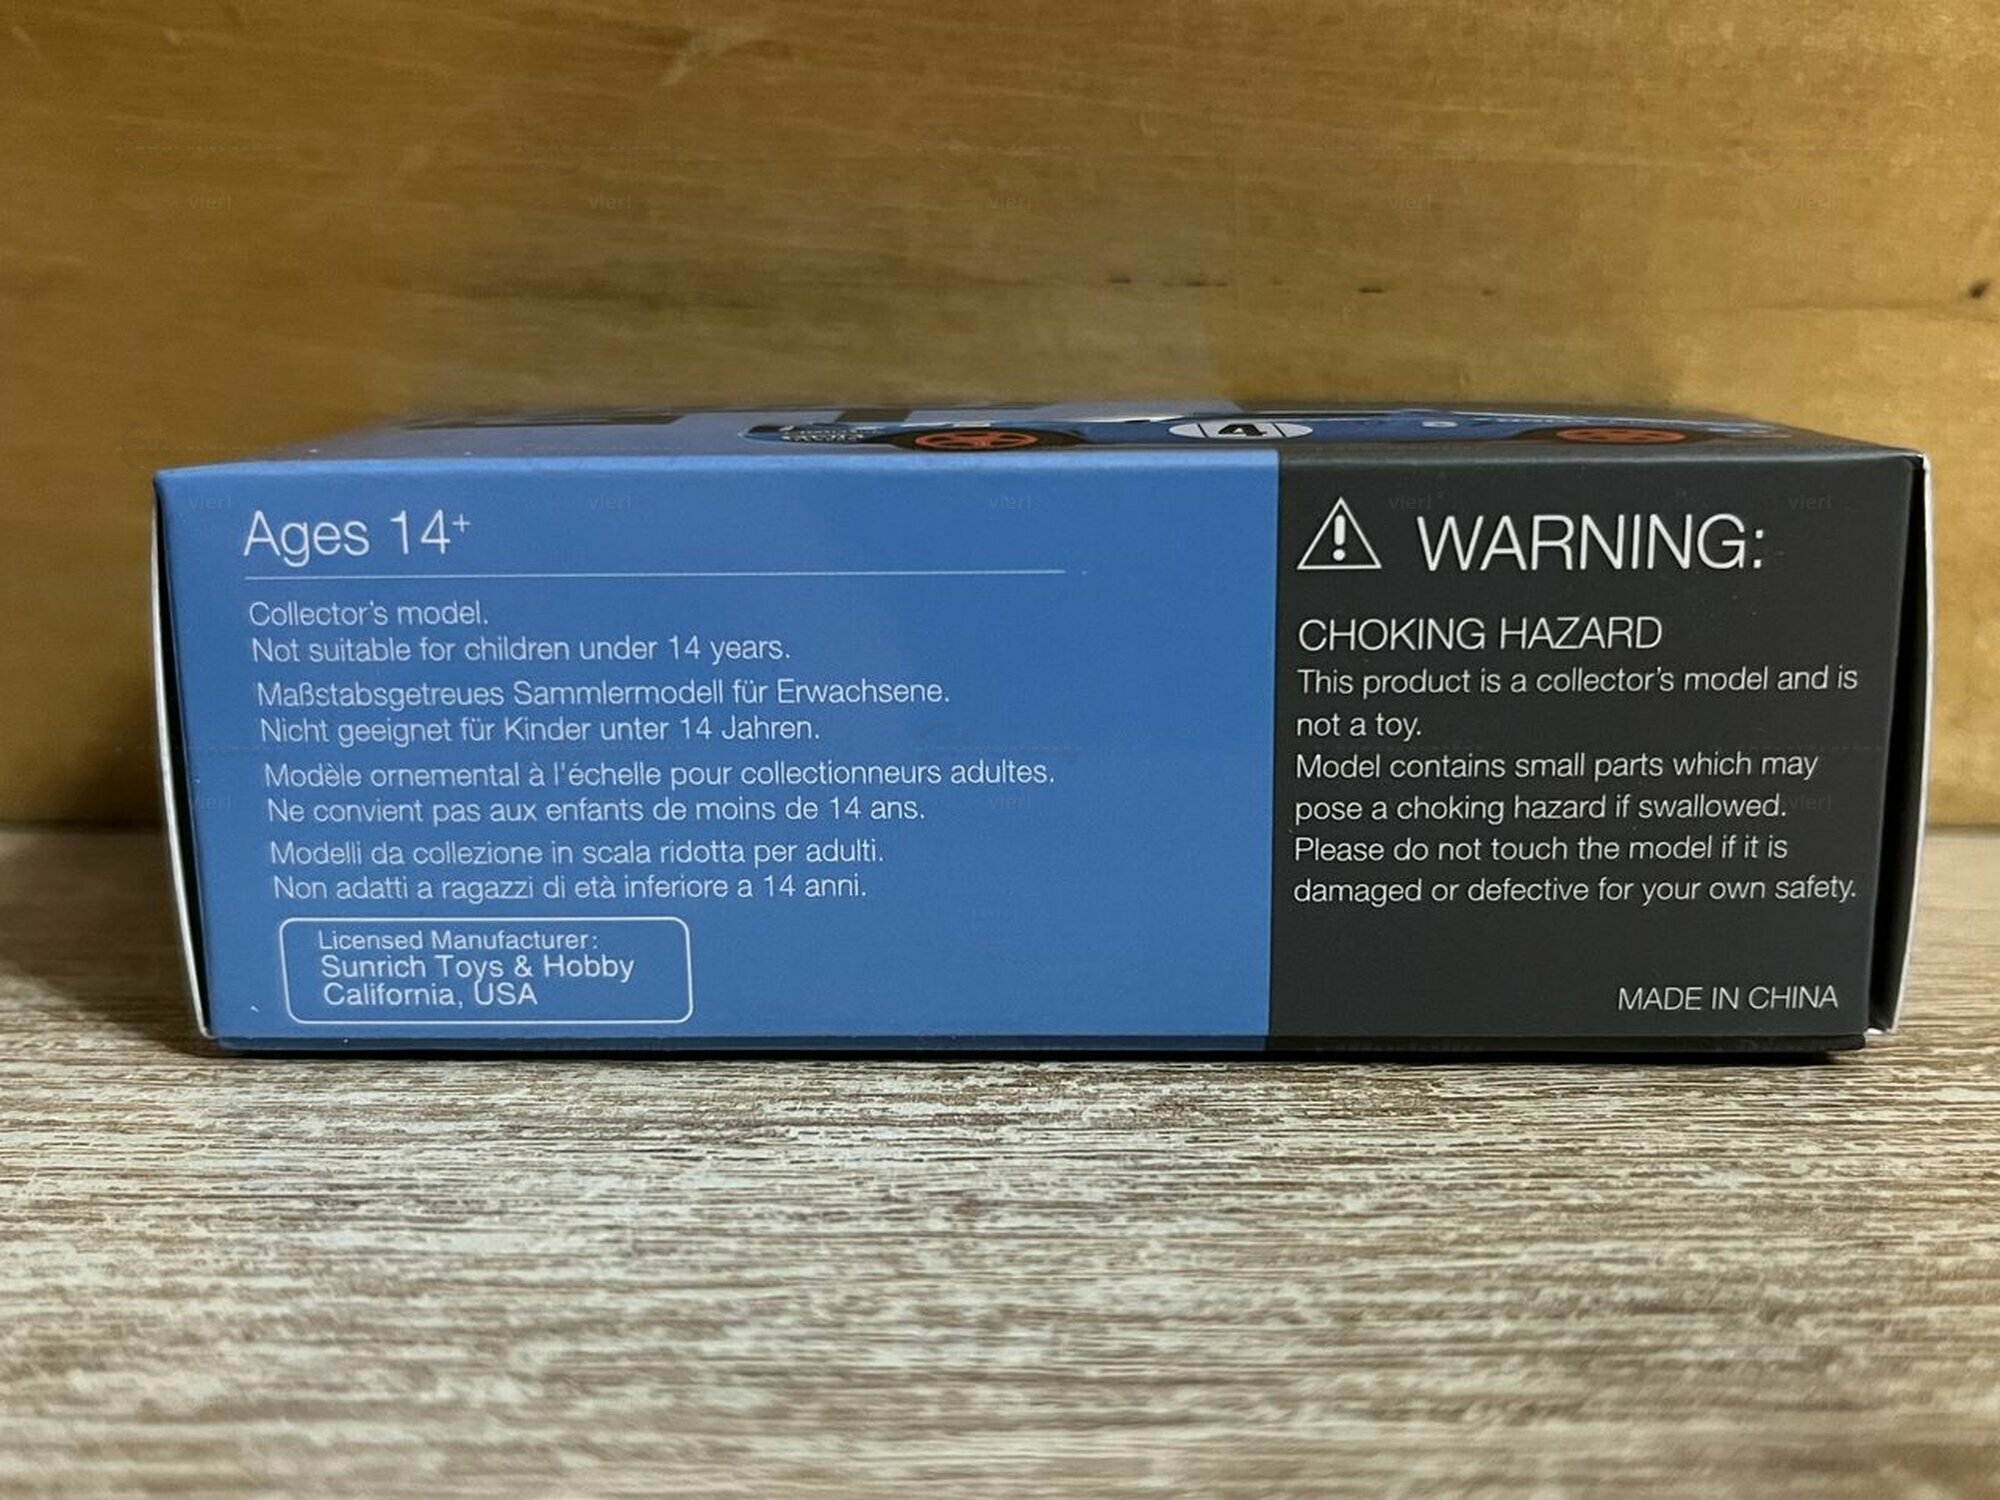 4
Ages 14+
Collector's model.
Not suitable for children under 14 years.
Maßstabsgetreues Sammlermodell für Erwachsene.
Nicht geeignet für Kinder unter 14 Jahren.
Modèle ornemental à l'échelle pour collectionneurs adultes.
Ne convient pas aux enfants de moins de 14 ans.
Modelli da collezione in scala ridotta per adulti.
Non adatti a ragazzi di età inferiore a 14 anni.
Licensed Manufacturer:
Sunrich Toys & Hobby
California, USA
WARNING:
CHOKING HAZARD
This product is a collector's model and is
not a toy.
Model contains small parts which may
pose a choking hazard if swallowed.
Please do not touch the model if it is
damaged or defective for your own safety.
MADE IN CHINA